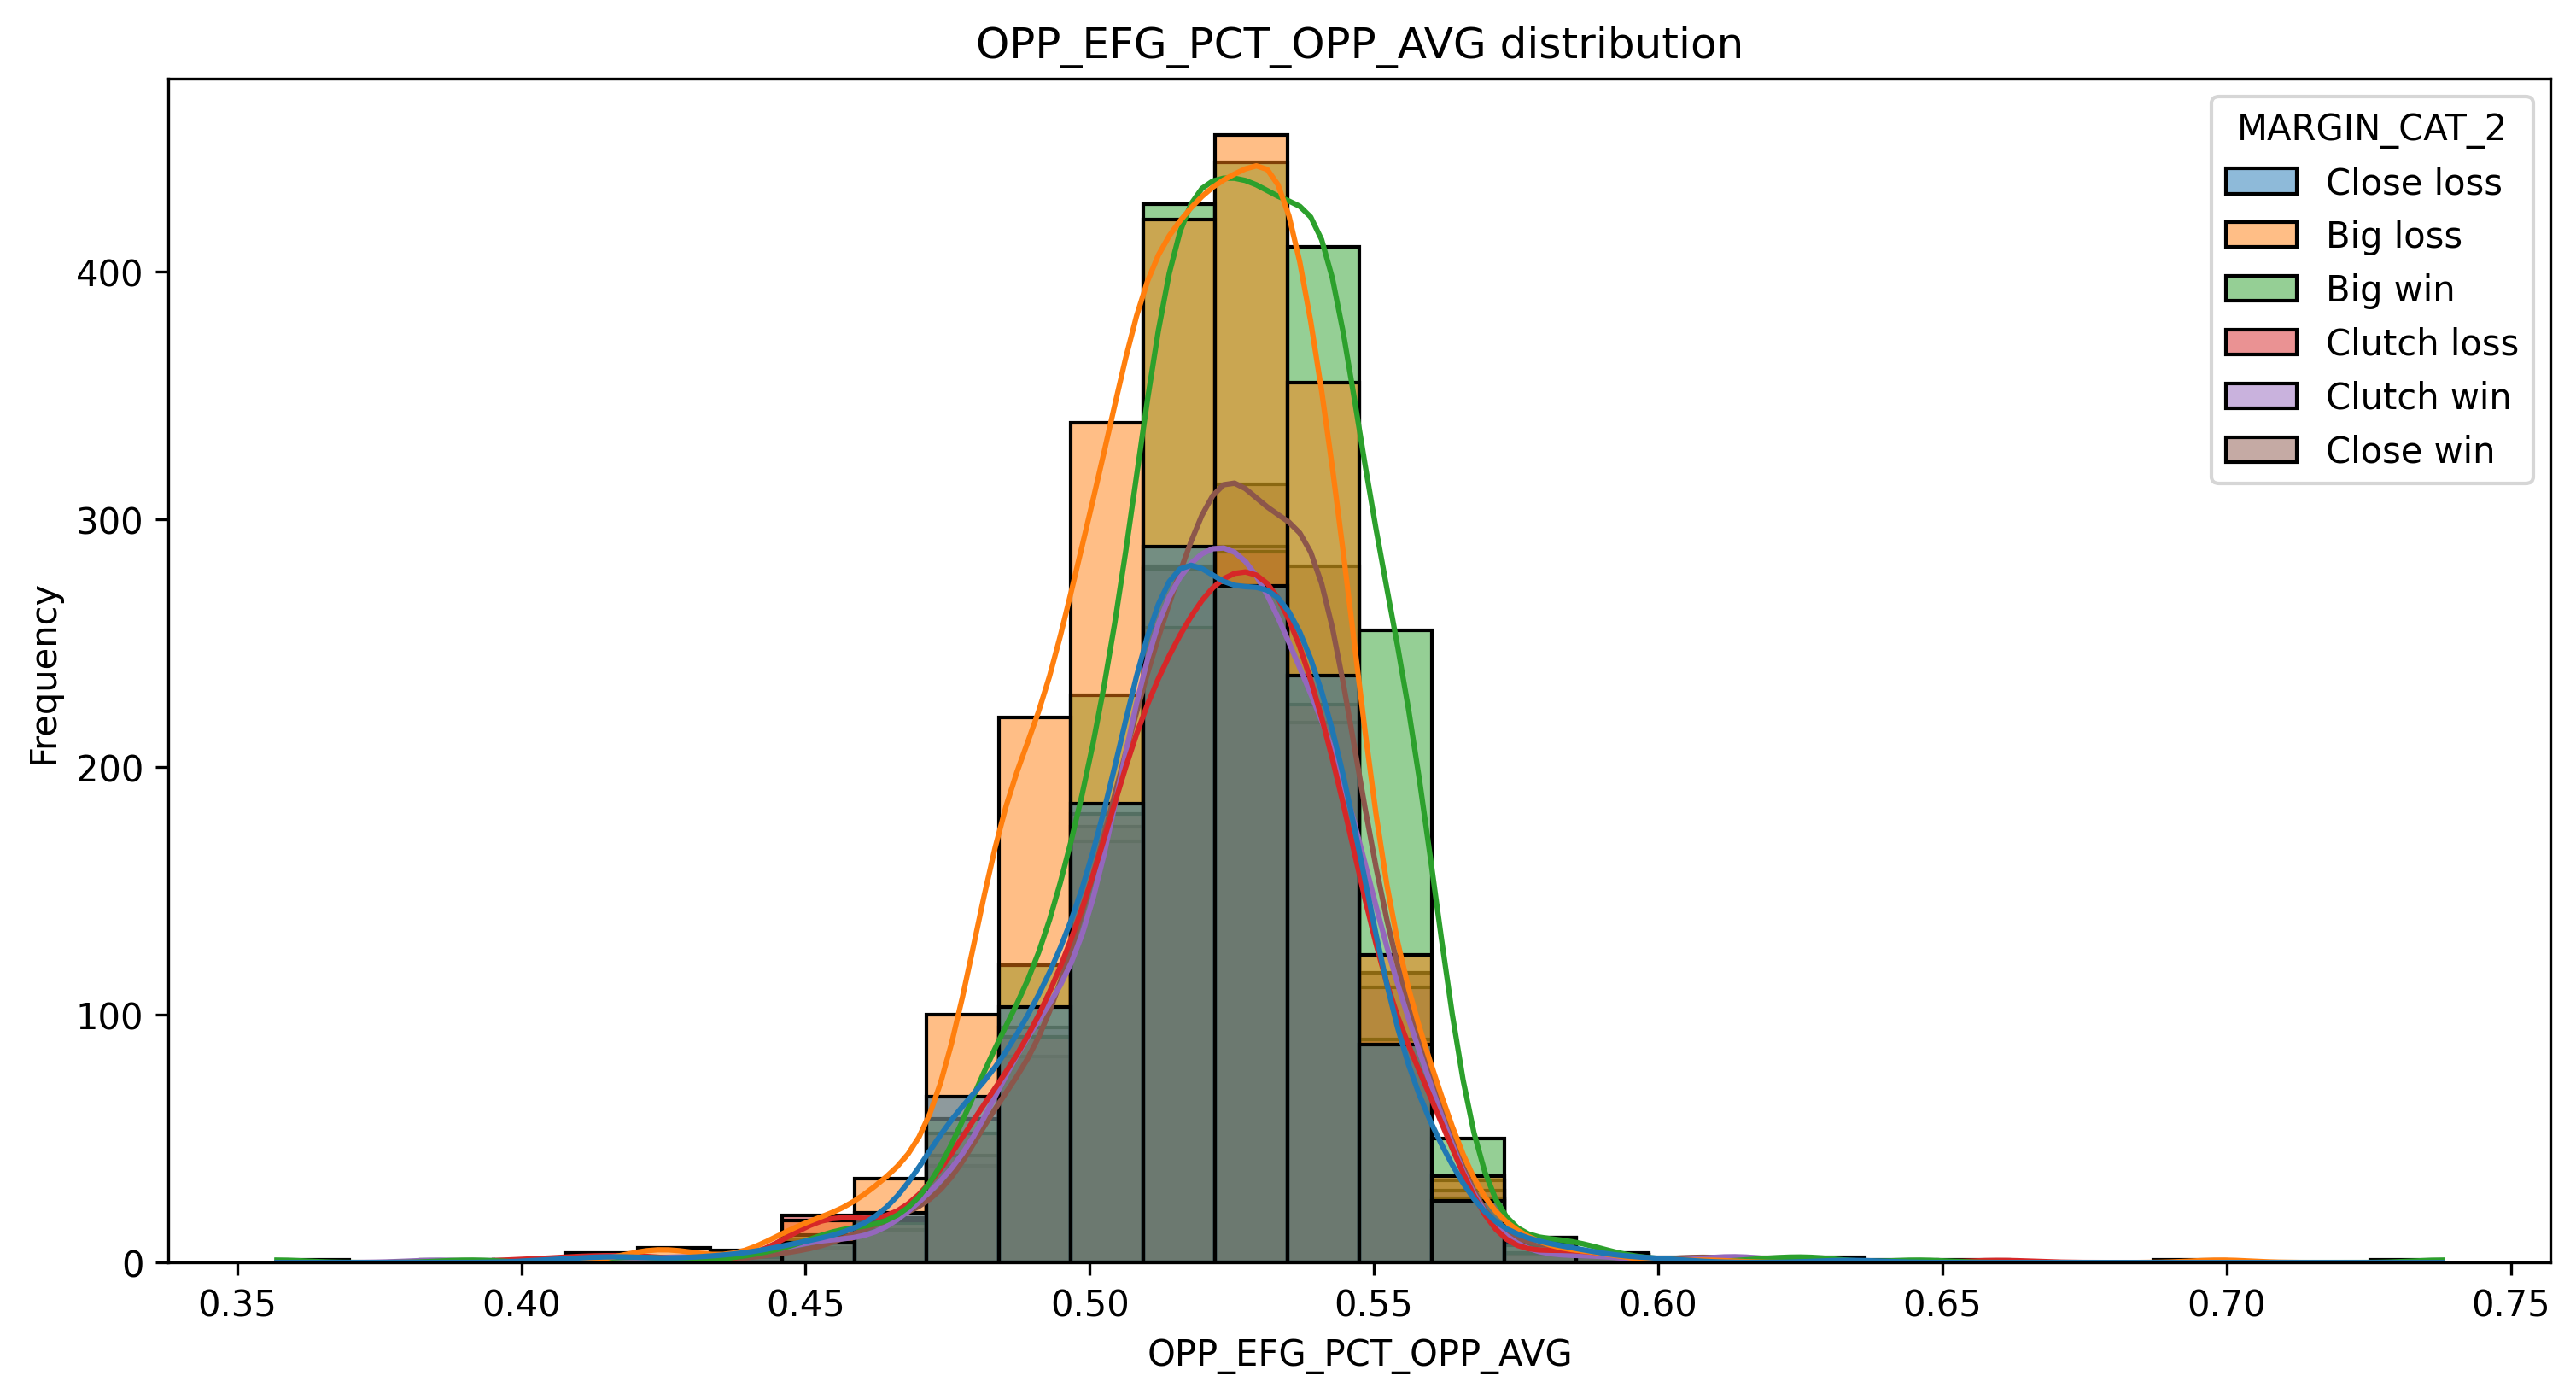 OPP_EFG_PCT_OPP_AVG distribution
MARGIN_CAT_2
Close loss
Big loss
Big win
Clutch loss
Clutch win
Close win
Frequency
400
300
200
100
0
0.35 0.40 0.45 0.50 0.55 0.60 0.65 0.70 0.75
OPP_EFG_PCT_OPP_AVG